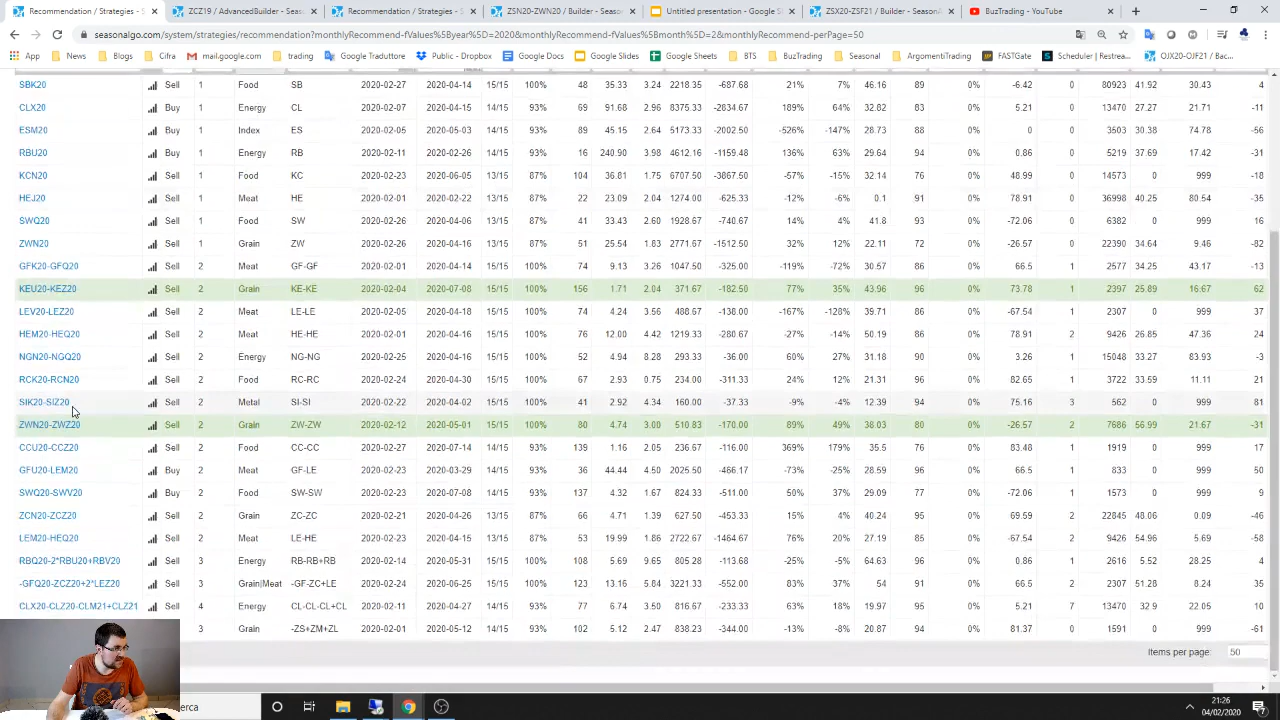 Recommendation / Strategies - S
ZCZ19 / AdvancedBuilder - Seas
Recommendation / Strategies - S
ZSN20-ZWN20 / Builder - Season
Untitled presentation - Google S
ZSX20-ZSF21 / Builder - SeasonA
BuzTrading - YouTube
seasonalgo.com/system/strategies/recommendation?monthlyRecommend-fValues%5Byear%5D=2020&monthlyRecommend-fValues%5Bmonth%5D=2&monthlyRecommend-perPage=50
App News Blogs Cifra mail.google.com trading Google Traduttore Public - Dropbox Google Docs Google Sheets BTS BuzTrading Seasonal ArgomentiTrading FASTGate Scheduler | Restrea... OJX20-OJF21 / Bac...
SBK20 Sell 1 Food SB 2020-02-27 2020-04-14 15/15 100% 48 35.33 3.24 2218.35 -687.68 21% 7% 46.16 89 0% -6.42 0 80923 41.92 30.43 4
CLX20 Buy 1 Energy CL 2020-02-07 2020-04-15 14/15 93% 69 91.68 2.96 8375.33 -2834.67 189% 64% 32.82 83 0% 5.21 0 13470 27.27 21.71 -11
ESM20 Buy 1 Index ES 2020-02-05 2020-05-03 14/15 93% 89 45.15 2.64 5173.33 -2002.50 -526% -147% 28.73 88 0% 0 0 3503 30.38 74.78 -56
RBU20 Buy 1 Energy RB 2020-02-11 2020-02-26 14/15 93% 16 240.90 3.98 4612.16 -1159.48 136% 63% 29.64 94 0% 0.86 0 5219 37.69 17.42 -31
KCN20 Sell 1 Food KC 2020-02-23 2020-06-05 13/15 87% 104 36.81 1.75 6707.50 -3867.50 -57% -15% 32.14 76 0% 48.99 0 14573 0 999 -18
HEJ20 Sell 1 Meat HE 2020-02-01 2020-02-22 13/15 87% 22 23.09 2.04 1274.00 -625.33 -12% -6% 0.1 91 0% 78.91 0 36998 40.25 80.54 -35
SWQ20 Sell 1 Food SW 2020-02-26 2020-04-06 13/15 87% 41 33.43 2.60 1928.67 -740.67 14% 4% 41.8 93 0% -72.06 0 6382 0 999 16
ZWN20 Sell 1 Grain ZW 2020-02-26 2020-04-16 13/15 87% 51 25.54 1.83 2771.67 -1512.50 32% 12% 22.11 72 0% -26.57 0 22390 34.64 9.46 -82
GFK20-GFQ20 Sell 2 Meat GF-GF 2020-02-01 2020-04-14 15/15 100% 74 9.13 3.26 1047.50 -325.00 -119% -72% 30.57 86 0% 66.5 1 2577 34.25 43.17 -13
KEU20-KEZ20 Sell 2 Grain KE-KE 2020-02-04 2020-07-08 15/15 100% 156 1.71 2.04 371.67 -182.50 77% 35% 43.96 96 0% 73.78 1 2397 25.89 16.67 62
LEV20-LEZ20 Sell 2 Meat LE-LE 2020-02-05 2020-04-18 15/15 100% 74 4.24 3.56 488.67 -138.00 -167% -128% 39.71 86 0% -67.54 1 2307 0 999 37
HEM20-HEQ20 Sell 2 Meat HE-HE 2020-02-01 2020-04-16 15/15 100% 76 12.00 4.42 1219.33 -280.67 -27% -14% 50.19 86 0% 78.91 2 9426 26.85 47.36 24
NGN20-NGQ20 Sell 2 Energy NG-NG 2020-02-25 2020-04-16 15/15 100% 52 4.94 8.28 293.33 -36.00 60% 27% 31.18 90 0% 3.26 1 15048 33.27 83.93 -3
RCK20-RCN20 Sell 2 Food RC-RC 2020-02-24 2020-04-30 15/15 100% 67 2.93 0.75 234.00 -311.33 24% 12% 21.31 96 0% 82.65 1 3722 33.59 11.11 21
SIK20-SIZ20 Sell 2 Metal SI-SI 2020-02-22 2020-04-02 15/15 100% 41 2.92 4.34 160.00 -37.33 -9% -4% 12.39 94 0% 75.16 3 562 0 999 81
ZWN20-ZWZ20 Sell 2 Grain ZW-ZW 2020-02-12 2020-05-01 15/15 100% 80 4.74 3.00 510.83 -170.00 89% 49% 38.03 80 0% -26.57 2 7686 56.99 21.67 -31
CCU20-CCZ20 Sell 2 Food CC-CC 2020-02-27 2020-07-14 14/15 93% 139 1.16 2.05 236.67 -116.00 369% 179% 35.5 76 0% 83.48 1 1919 0 999 17
GFU20-LEM20 Buy 2 Meat GF-LE 2020-02-23 2020-03-29 14/15 93% 36 44.44 4.50 2025.50 -466.17 -73% -25% 28.59 96 0% 66.5 1 833 0 999 50
SWQ20-SWV20 Buy 2 Food SW-SW 2020-02-23 2020-07-08 14/15 93% 137 4.32 1.67 824.33 -511.00 50% 37% 29.09 77 0% -72.06 1 1573 0 999 9
ZCN20-ZCZ20 Sell 2 Grain ZC-ZC 2020-02-21 2020-04-26 13/15 87% 66 4.71 1.39 627.50 -453.33 15% 4% 40.24 95 0% 69.59 2 22845 48.06 0.09 -46
LEM20-HEQ20 Sell 2 Meat LE-HE 2020-02-23 2020-04-15 13/15 87% 53 19.99 1.86 2722.67 -1464.67 76% 20% 27.19 85 0% -67.54 2 9426 54.96 5.69 -58
RBQ20-2*RBU20+RBV20 Sell 3 Energy RB-RB+RB 2020-02-14 2020-05-31 15/15 100% 108 5.69 9.65 805.28 -113.68 -25% -5% 64.63 96 0% 0.86 2 2616 5.52 28.25 4
-GFQ20-ZCZ20+2*LEZ20 Sell 3 Grain|Meat -GF-ZC+LE 2020-02-24 2020-06-25 15/15 100% 123 13.16 5.84 3221.33 -552.00 83% 37% 54 91 0% 66.5 2 2307 51.28 8.24 35
CLX20-CLZ20-CLM21+CLZ21 Sell 4 Energy CL-CL-CL+CL 2020-02-11 2020-04-27 14/15 93% 77 6.74 3.50 816.67 -233.33 63% 18% 19.97 95 0% 5.21 7 13470 32.9 22.05 10
3 Grain -ZS+ZM+ZL 2020-02-01 2020-05-12 14/15 93% 102 5.12 2.47 838.23 -344.00 -13% -8% 20.87 94 0% 81.37 0 1591 0 999 -61
Items per page: 50
erca
21:26
04/02/2020